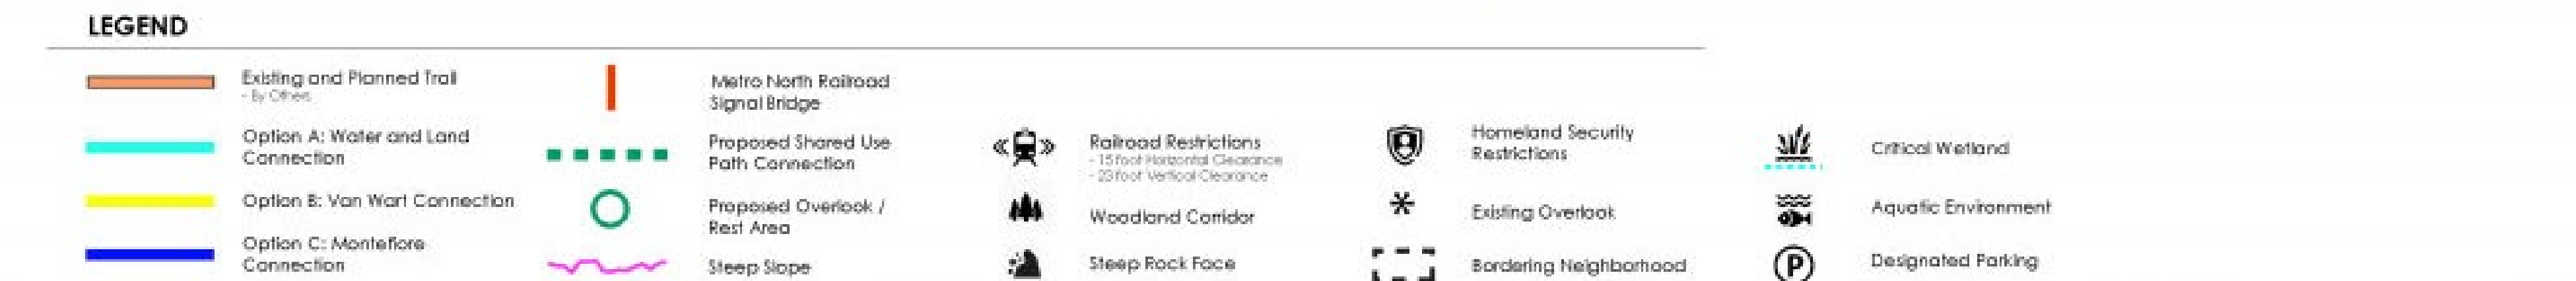 LEGEND
Existing and Planned Trail
- By Others
Option A: Water and Land
Connection
Option B: Van Wart Connection
Option C: Montefiore
Connection
Metro North Railroad
Signal Bridge
Proposed Shared Use
Path Connection
Proposed Overlook /
Rest Area
Steep Slope
Railroad Restrictions
- 15 foot Horizontal Clearance
- 23 foot Vertical Clearance
Woodland Corridor
Steep Rock Face
Homeland Security
Restrictions
Existing Overlook
Bordering Neighborhood
Critical Wetland
Aquatic Environment
P
Designated Parking